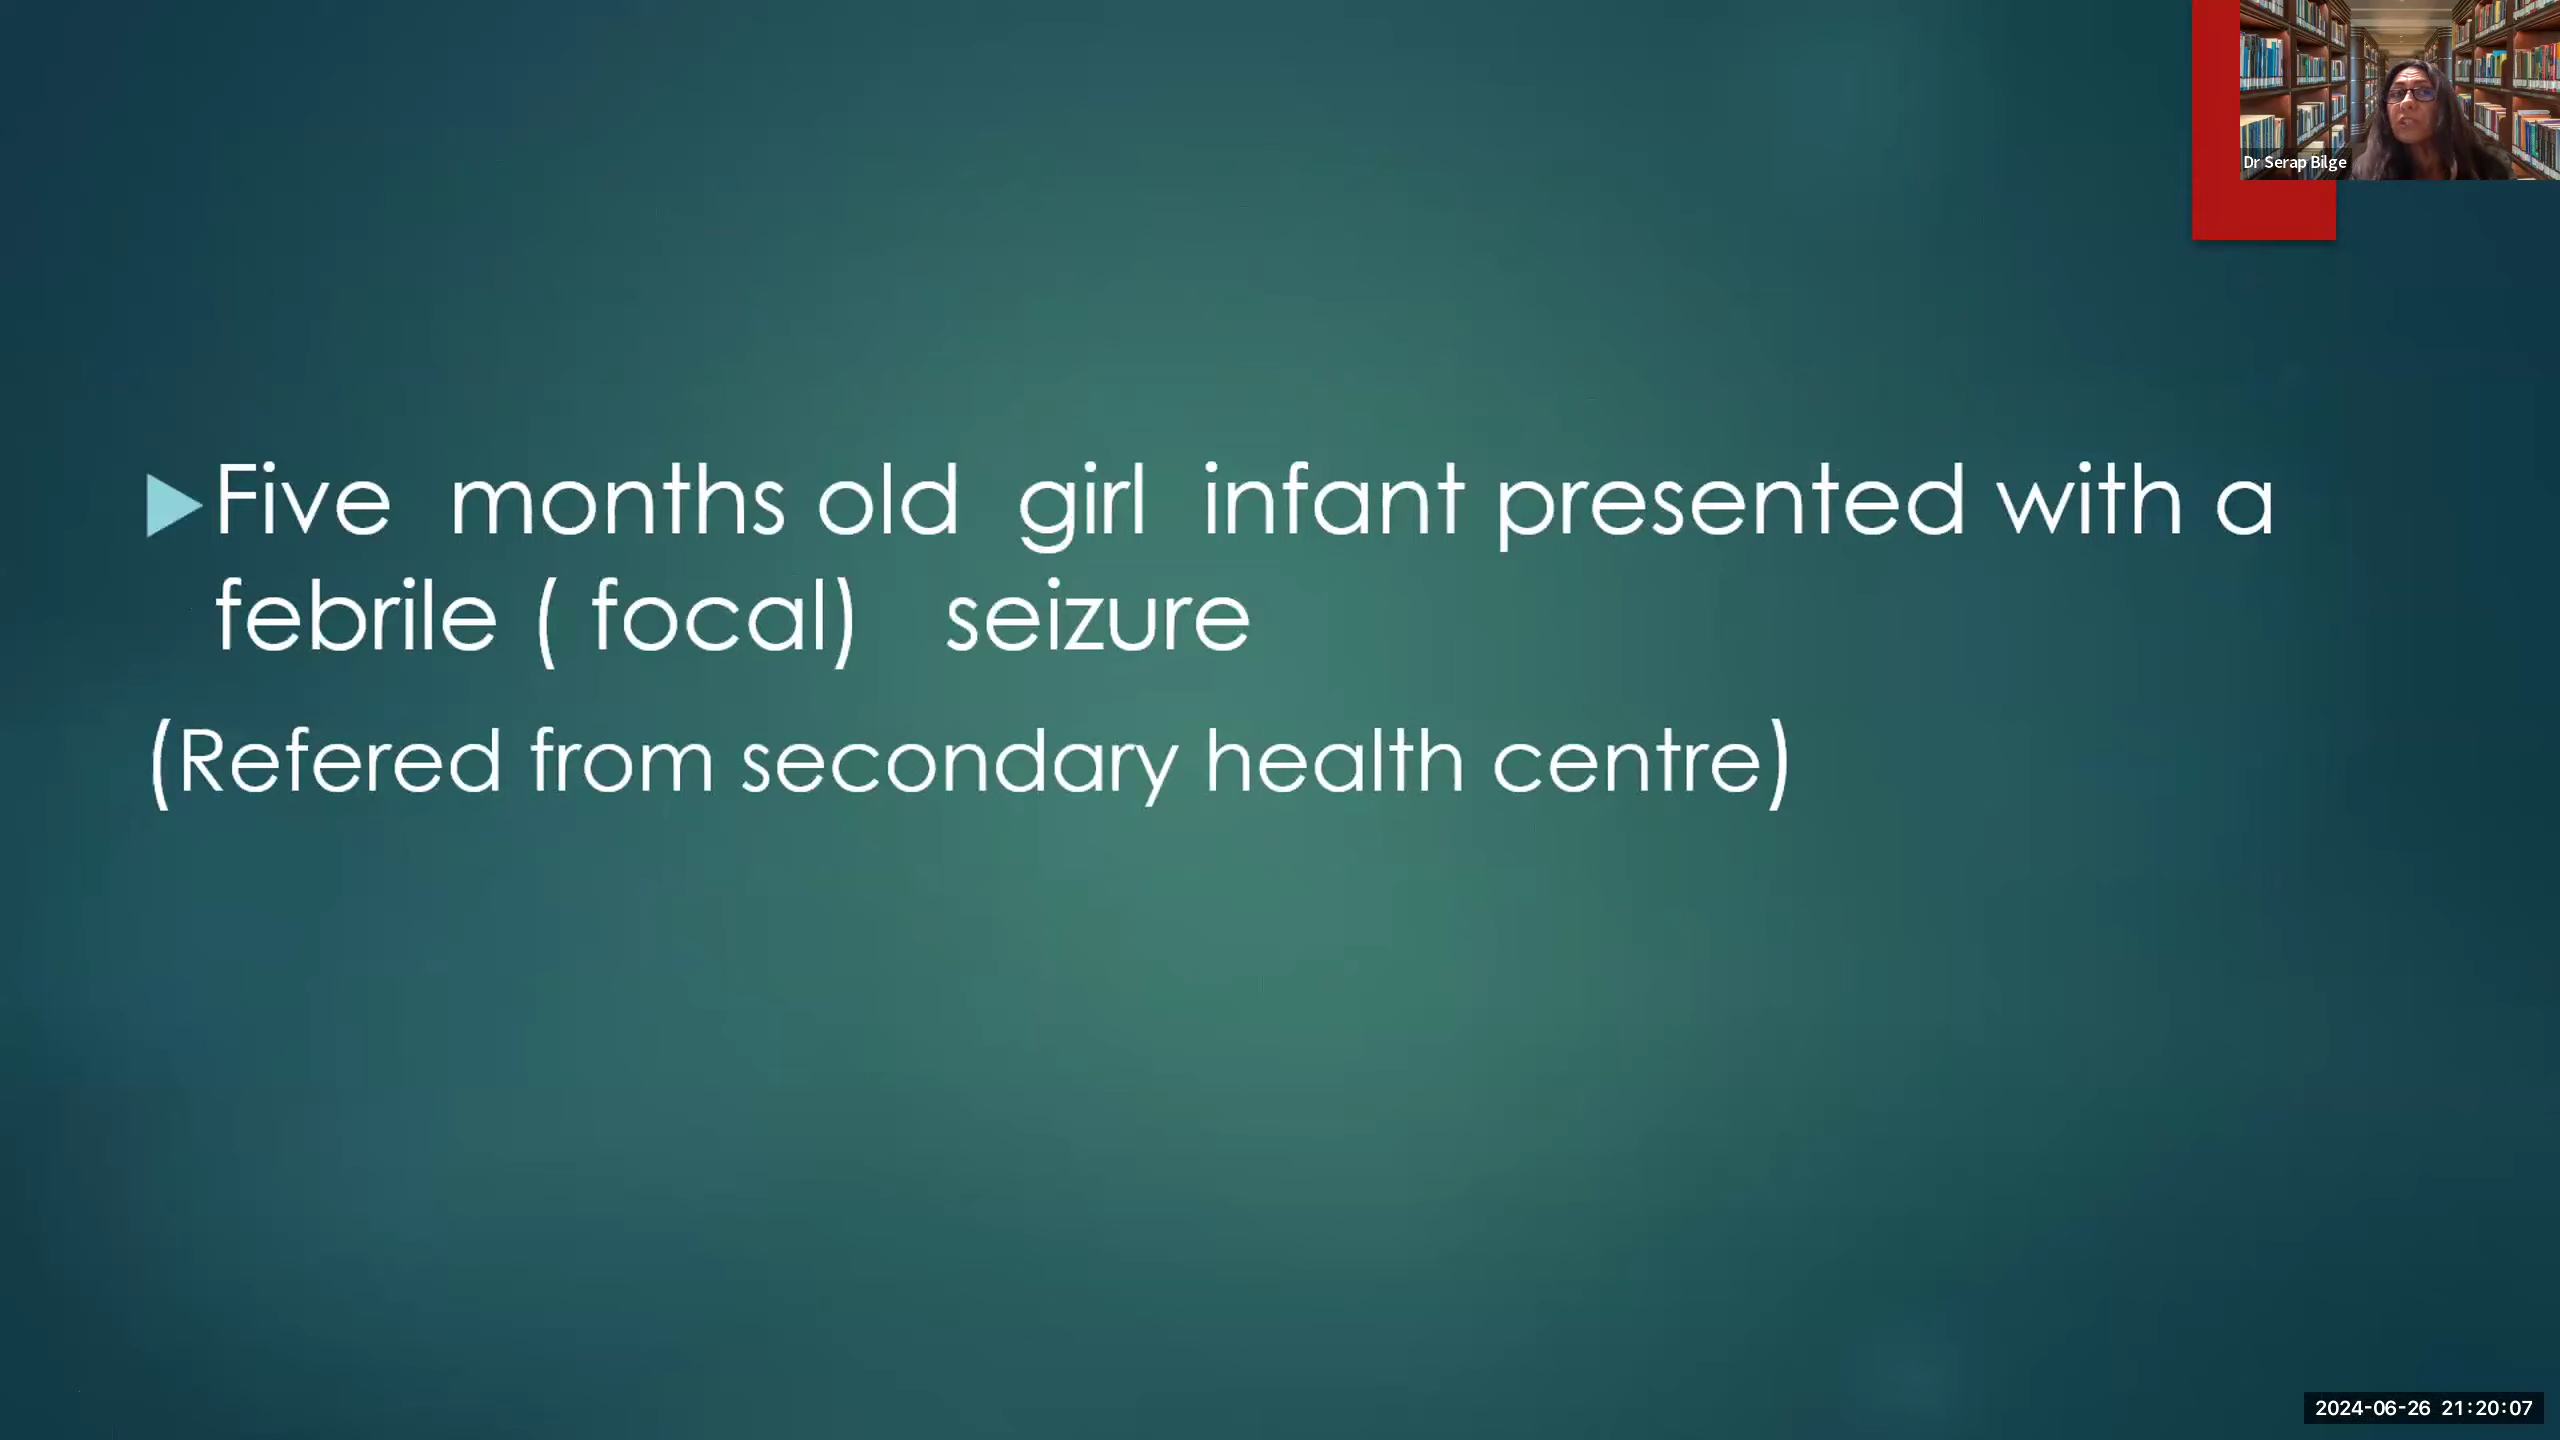 Dr Serap Bilge
Five months old girl infant presented with a
febrile ( focal) seizure
(Refered from secondary health centre)
2024-06-26 21:20:07